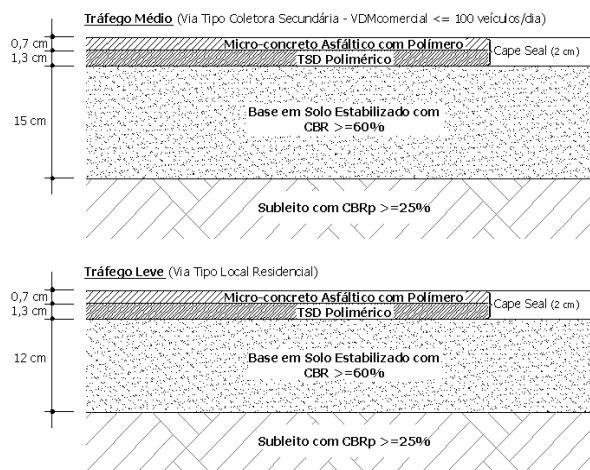 Tráfego Médio (Via Tipo Coletora Secundária - VDMcomercial <= 100 veículos/dia)
0,7 cm
Micro-concreto Asfáltico com Polímero
1,3 cm
TSD Polimérico
Cape Seal (2 cm)
15 cm
Base em Solo Estabilizado com
CBR >=60%
Subleito com CBRp >=25%
Tráfego Leve (Via Tipo Local Residencial)
0,7 cm
Micro-concreto Asfáltico com Polímero
1,3 cm
TSD Polimérico
Cape Seal (2 cm)
12 cm
Base em Solo Estabilizado com
CBR >=60%
Subleito com CBRp >=25%